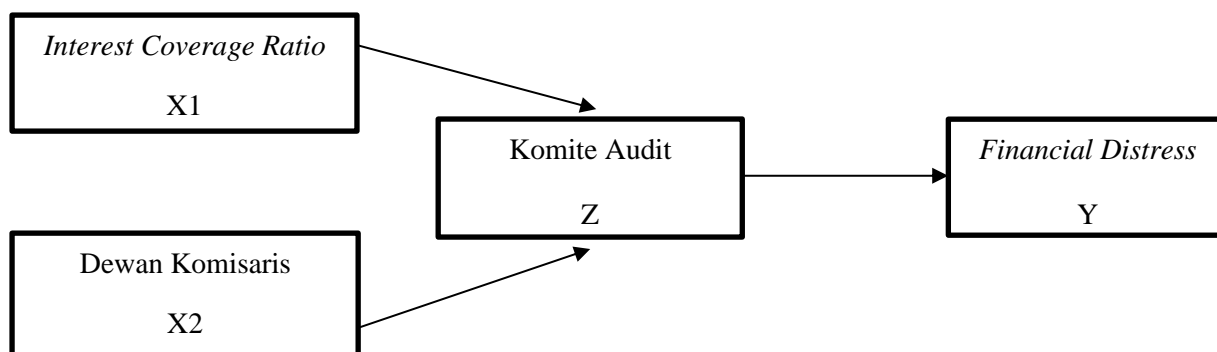 Interest Coverage Ratio
X1
Komite Audit
Z
Financial Distress
Y
Dewan Komisaris
X2